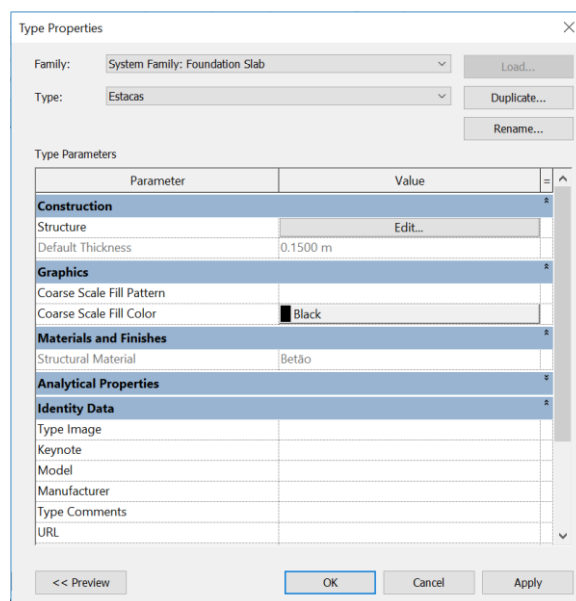 Type Properties
Family: System Family: Foundation Slab Load...
Type: Estacas Duplicate...
Rename...
Type Parameters
Parameter Value =
Construction
Structure Edit...
Default Thickness 0.1500 m
Graphics
Coarse Scale Fill Pattern
Coarse Scale Fill Color Black
Materials and Finishes
Structural Material Betão
Analytical Properties
Identity Data
Type Image
Keynote
Model
Manufacturer
Type Comments
URL
<< Preview OK Cancel Apply